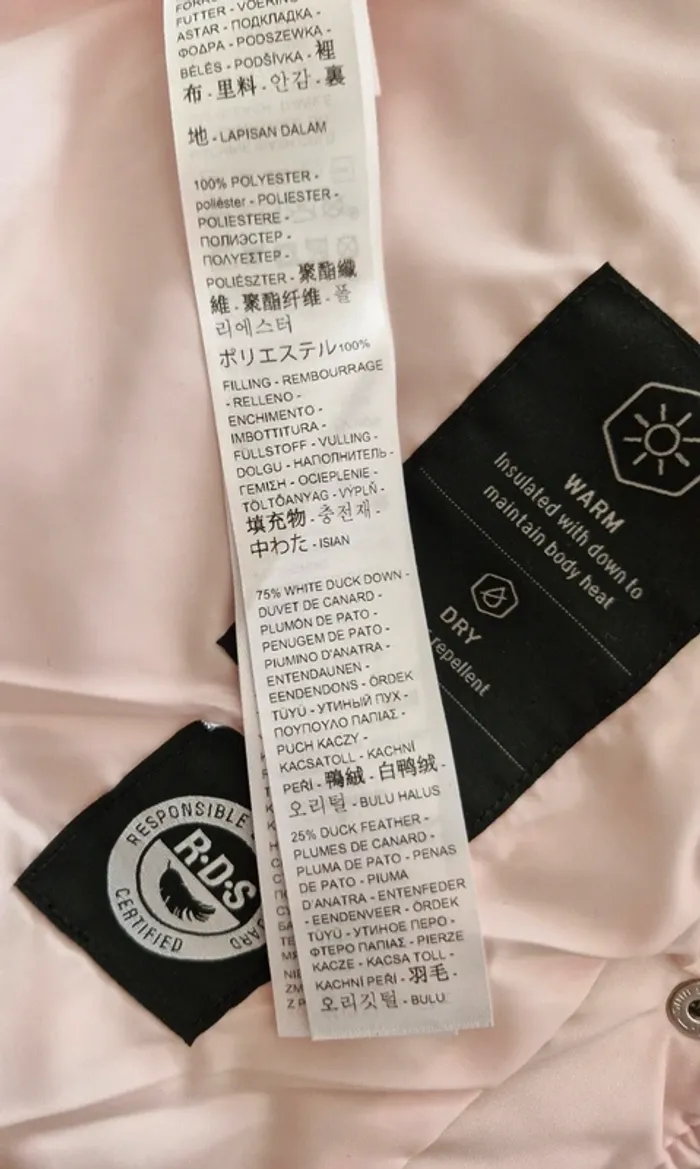 FUTTER - VOERING
ASTAR - ПОДКЛАДКА -
ΦΟΔΡΑ - PODSZEWKA -
BÉLÉS - PODŠÍVKA - 裡
布 - 里料 - 안감 - 裏
地 - LAPISAN DALAM
100% POLYESTER -
poliéster - POLIESTER -
POLIESTERE -
ПОЛИЭСТЕР -
ΠΟΛΥΕΣΤΕΡ -
POLIÉSZTER - 聚酯纖
維 - 聚酯纤维 - 폴
리에스터
ポリエステル100%
FILLING - REMBOURRAGE
- RELLENO -
ENCHIMENTO -
IMBOTTITURA -
FÜLLSTOFF - VULLING -
DOLGU - НАПОЛНИТЕЛЬ -
ΓΕΜΙΣΗ - OCIEPLENIE -
TÖLTŐANYAG - VÝPLŇ -
填充物 - 충전재 -
中わた - ISIAN
75% WHITE DUCK DOWN -
DUVET DE CANARD -
PLUMÓN DE PATO -
PENUGEM DE PATO -
PIUMINO D'ANATRA -
ENTENDAUNEN -
EENDENDONS - ÖRDEK
TÜYÜ - УТИНЫЙ ПУХ -
ΠΟΥΠΟΥΛΟ ΠΑΠΙΑΣ -
PUCH KACZY -
KACSATOLL - KACHNÍ
PEŘÍ - 鴨絨 - 白鸭绒 -
오리털 - BULU HALUS
25% DUCK FEATHER -
PLUMES DE CANARD -
PLUMA DE PATO - PENAS
DE PATO - PIUMA
D'ANATRA - ENTENFEDER
- EENDENVEER - ÖRDEK
TÜYÜ - УТИНОЕ ПЕРО -
ΦΤΕΡΟ ΠΑΠΙΑΣ - PIERZE
KACZE - KACSA TOLL -
KACHNÍ PEŘÍ - 羽毛 -
오리깃털 - BULU
WARM
Insulated with down to
maintain body heat
DRY
repellent
RESPONSIBLE
R·D·S
CERTIFIED